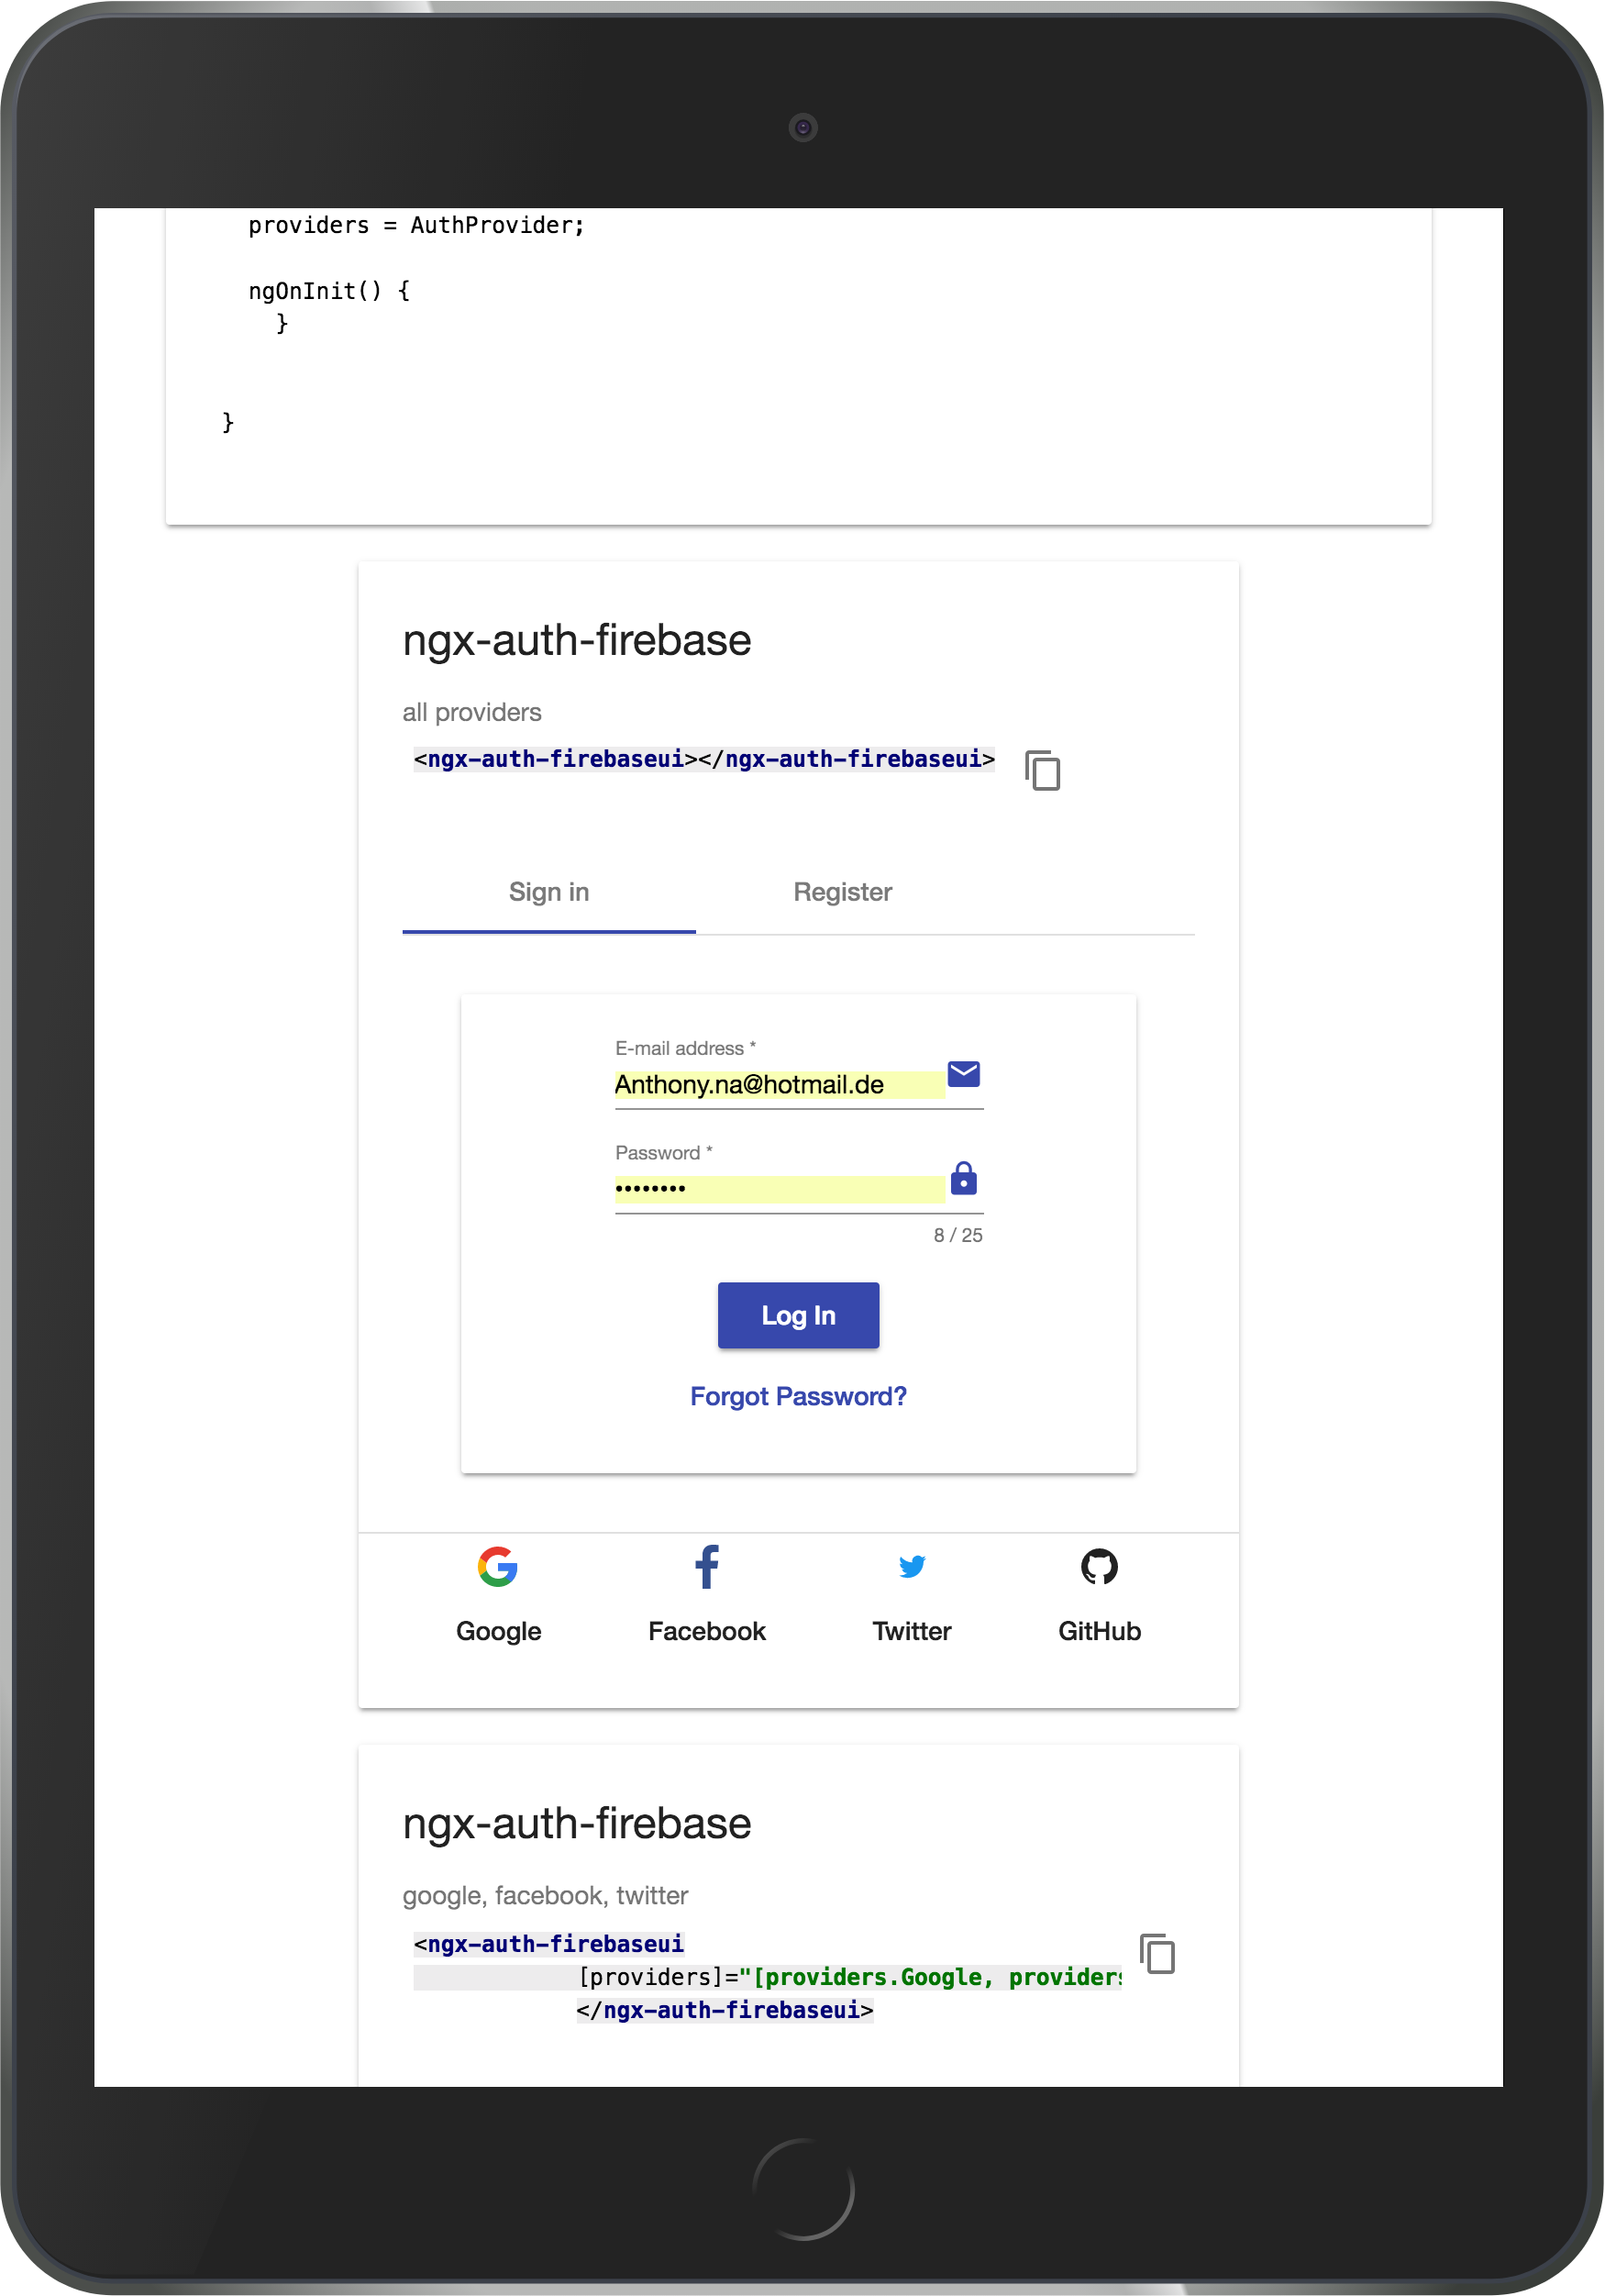 providers = AuthProvider;
ngOnInit() {
}
}
ngx-auth-firebase
all providers
<ngx-auth-firebaseui></ngx-auth-firebaseui>
Sign in Register
E-mail address *
Anthony.na@hotmail.de
Password *
••••••••
8 / 25
Log In
Forgot Password?
Google Facebook Twitter GitHub
ngx-auth-firebase
google, facebook, twitter
<ngx-auth-firebaseui
[providers]="[providers.Google, providers
</ngx-auth-firebaseui>